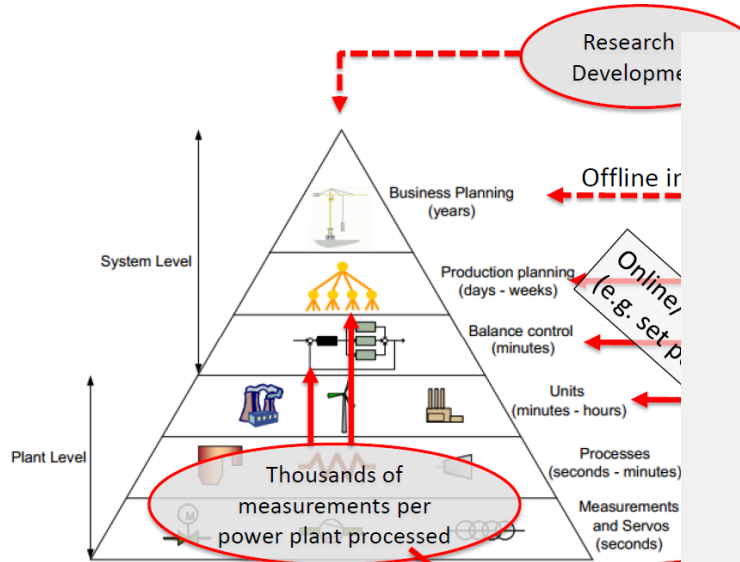 Research
Developme
Business Planning
(years)
Offline in
System Level
Production planning
(days - weeks)
Online/
(e.g. set p
Balance control
(minutes)
Units
(minutes - hours)
Plant Level
Processes
(seconds - minutes)
Thousands of
measurements per
power plant processed
Measurements
and Servos
(seconds)
M